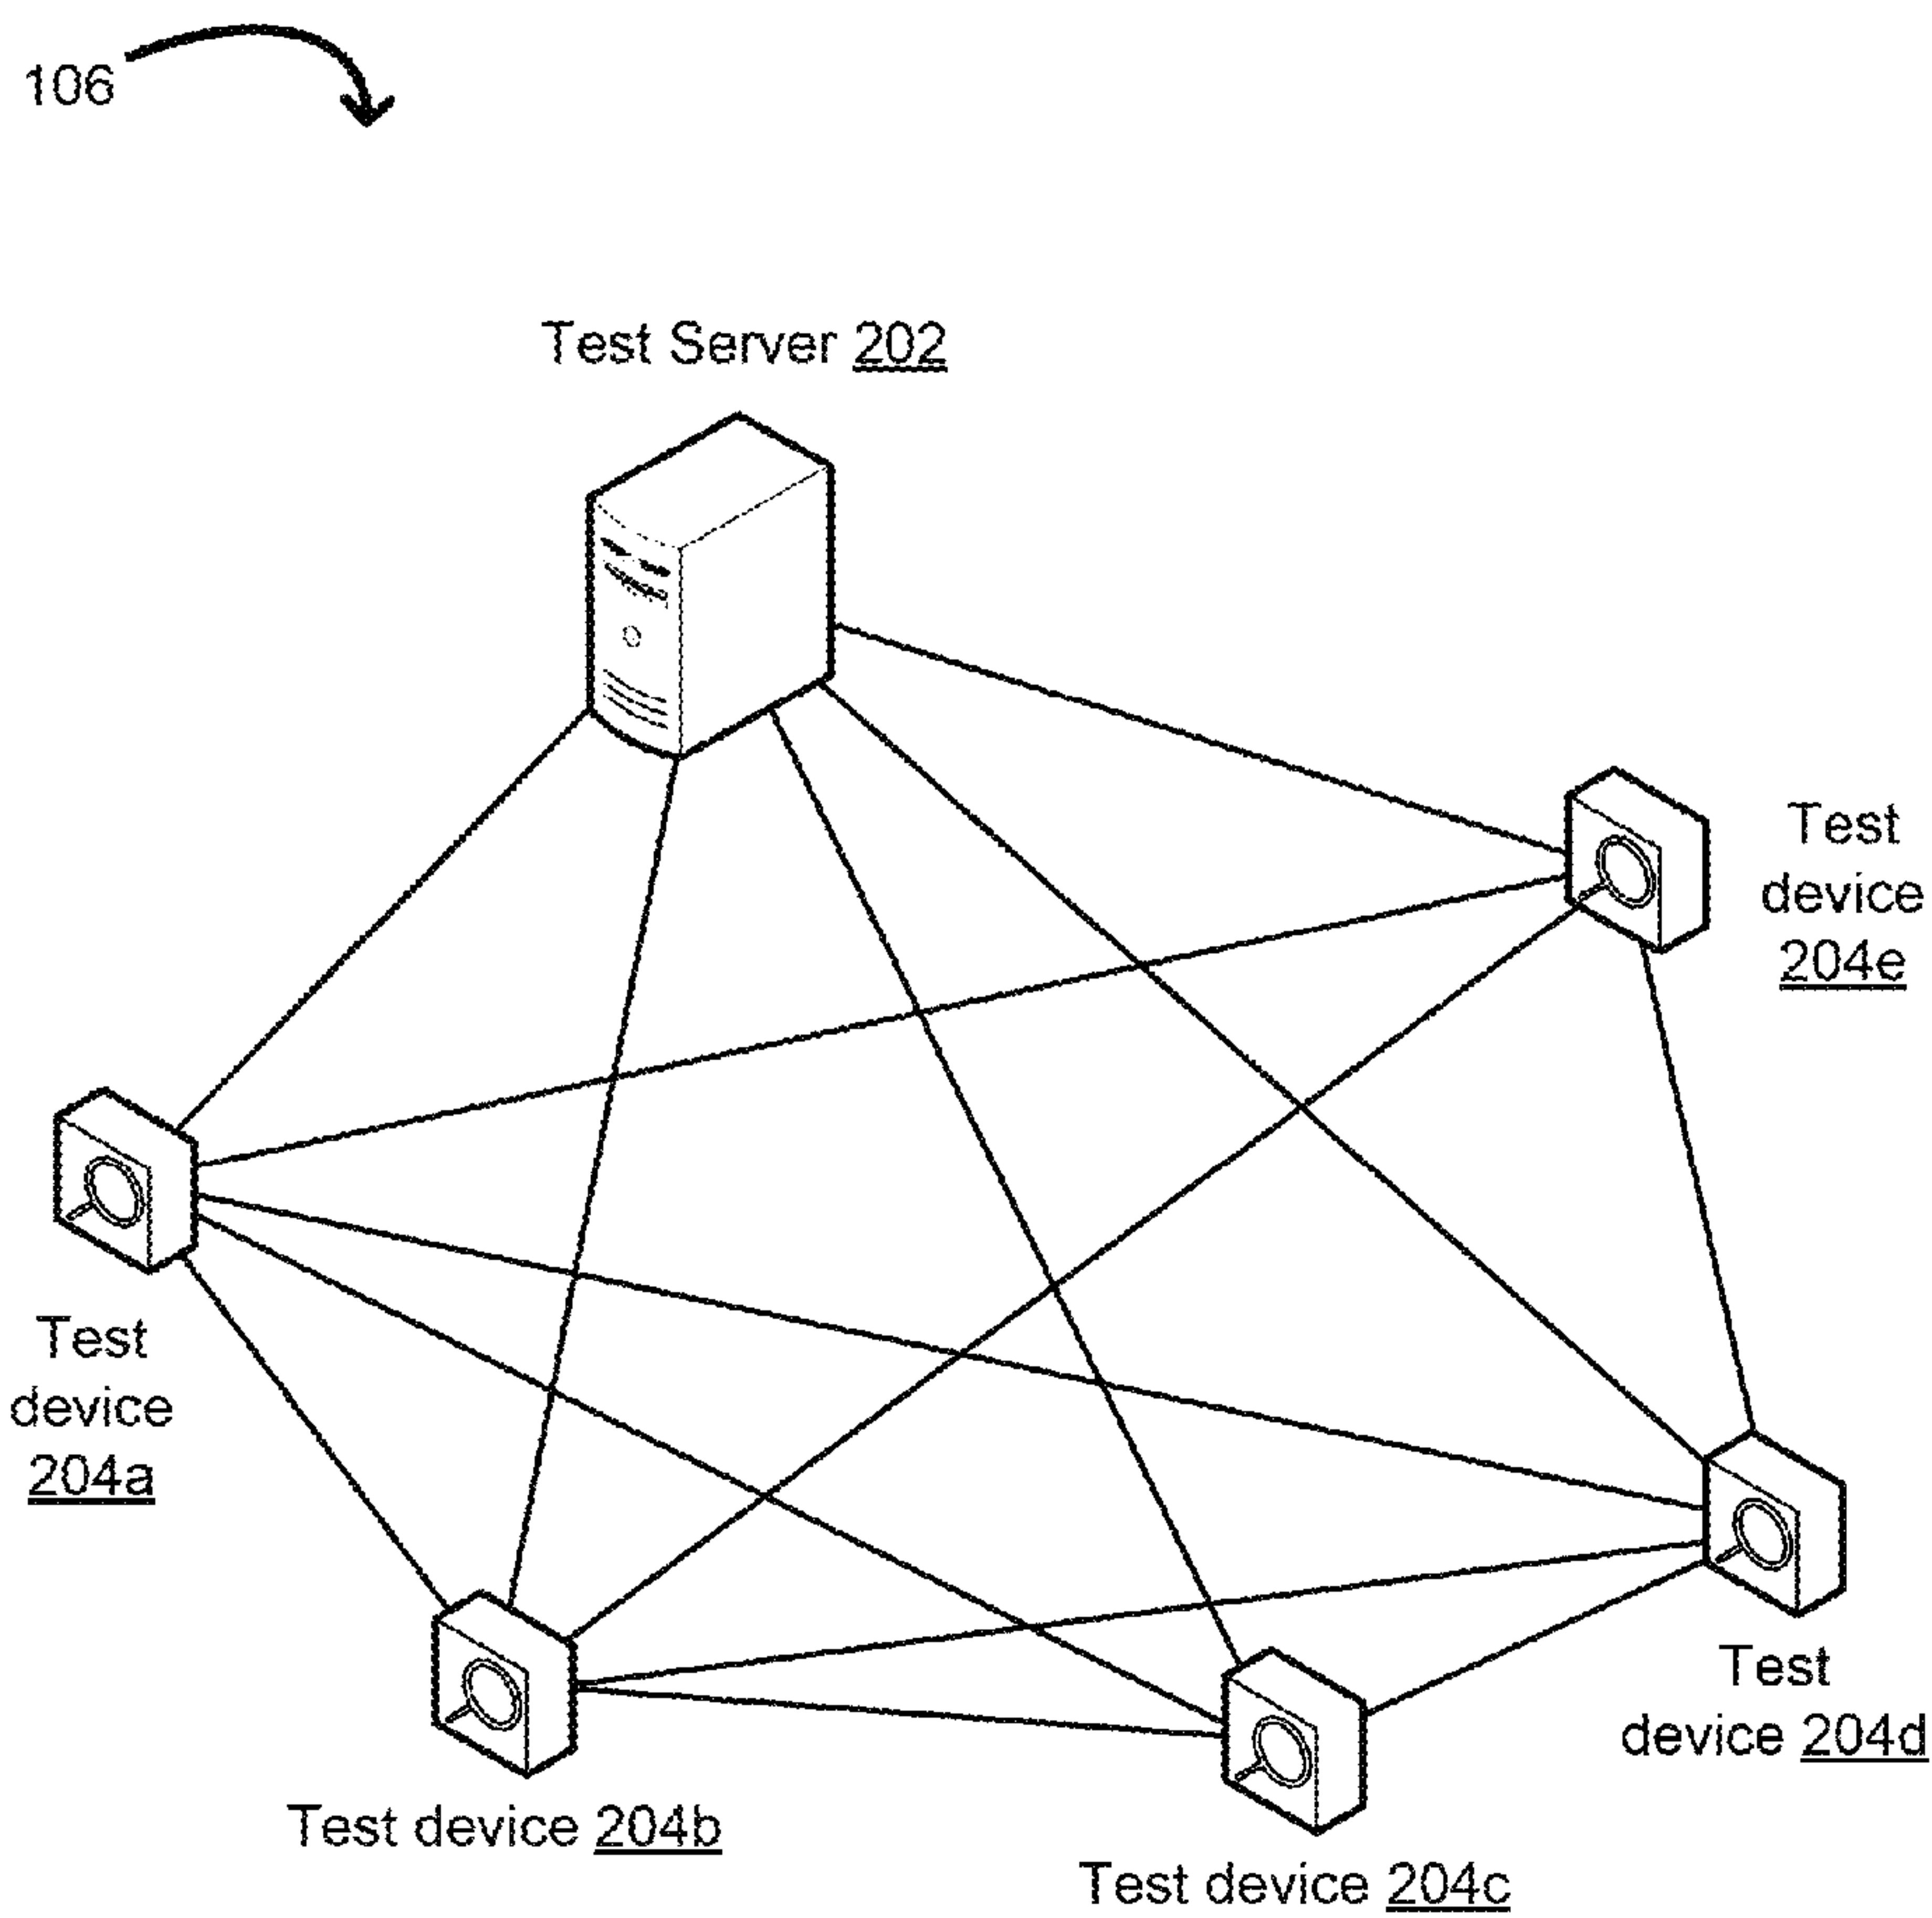 106
Test Server 202
Test
device
204e
Test
device
204a
Test
device 204d
Test device 204b
Test device 204c